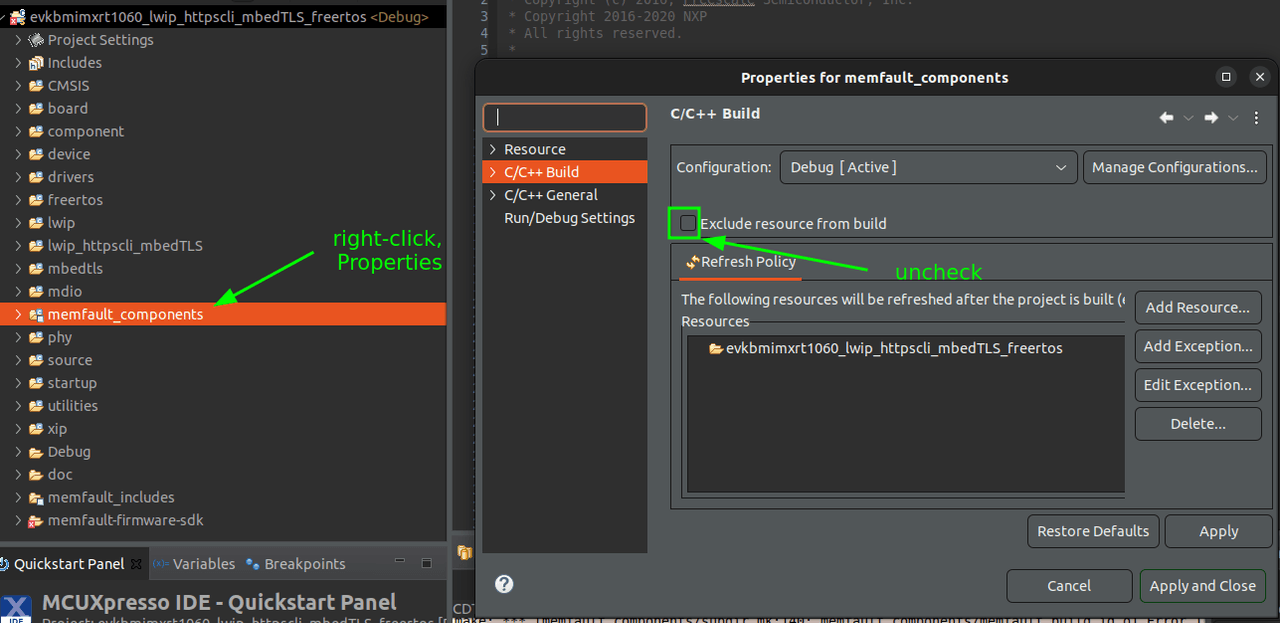 evkbmimxrt1060_lwip_httpscli_mbedTLS_freertos <Debug>
Project Settings
Includes
CMSIS
board
component
device
drivers
freertos
lwip
lwip_httpscli_mbedTLS
mbedtls
mdio
memfault_components
phy
source
startup
utilities
xip
Debug
doc
memfault_includes
memfault-firmware-sdk
right-click,
Properties
Quickstart Panel
Variables
Breakpoints
MCUXpresso IDE - Quickstart Panel
IDE
Project: evkbmimxrt1060_lwip_httpscli_mbedTLS_freertos
2 * Copyright (c) 2016, Freescale Semiconductor, Inc.
3 * Copyright 2016-2020 NXP
4 * All rights reserved.
5 *
Properties for memfault_components
Resource
C/C++ Build
C/C++ General
Run/Debug Settings
C/C++ Build
Configuration:
Debug [ Active ]
Manage Configurations...
Exclude resource from build
uncheck
Refresh Policy
The following resources will be refreshed after the project is built (e
Resources
evkbmimxrt1060_lwip_httpscli_mbedTLS_freertos
Add Resource...
Add Exception...
Edit Exception...
Delete...
Restore Defaults
Apply
?
Cancel
Apply and Close
CDT